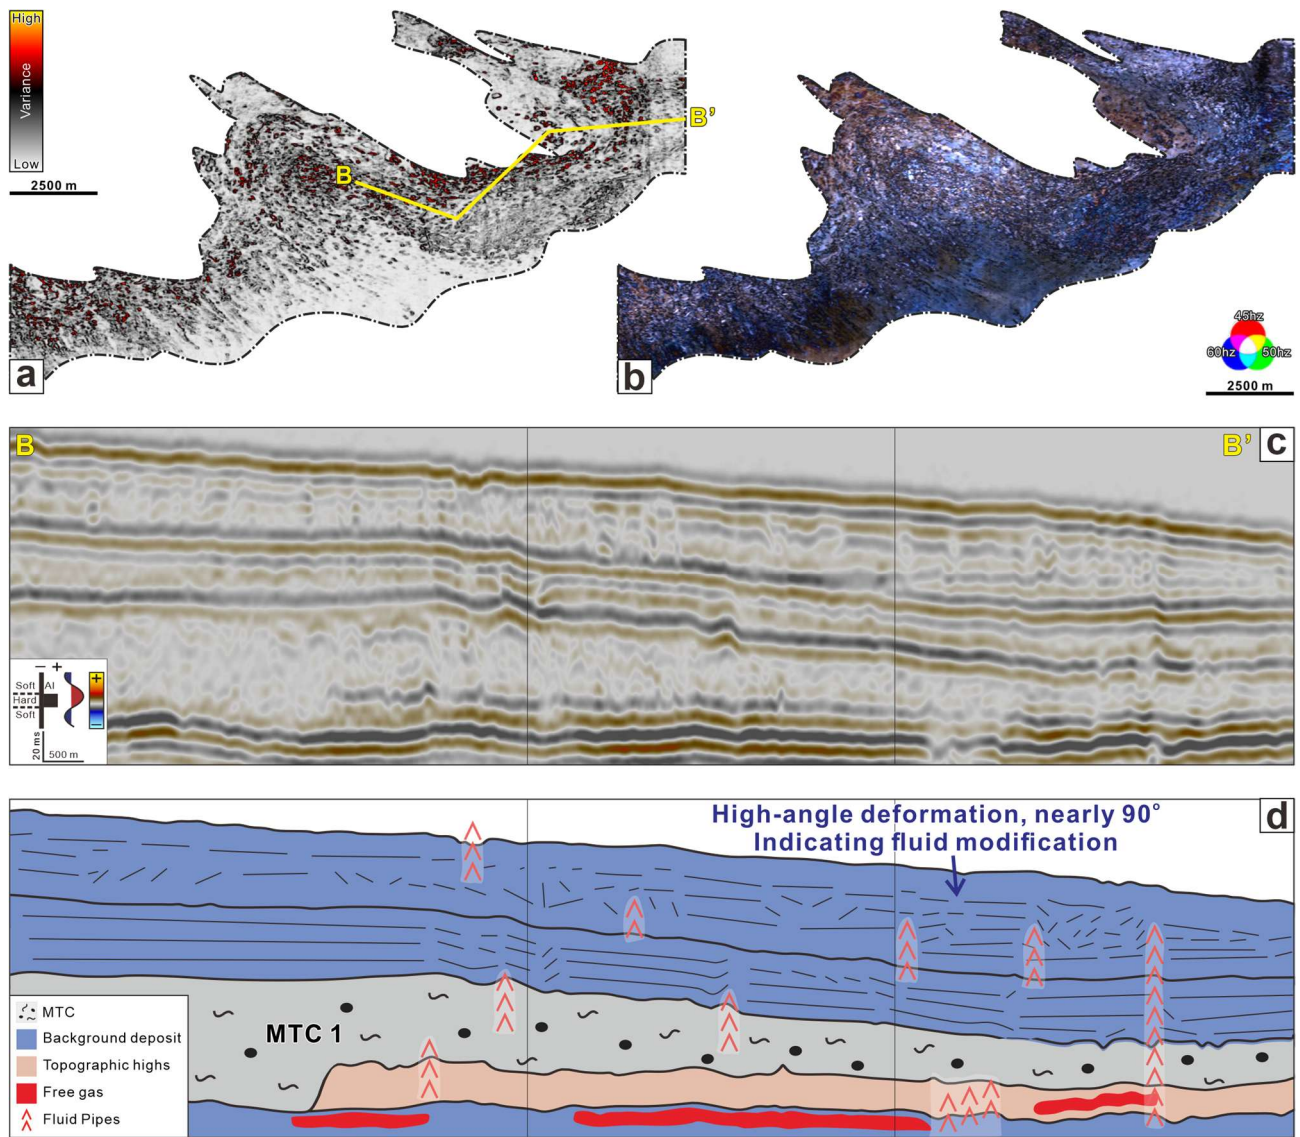 High
Variance
Low
2500 m
B
B'
a
45hz
60hz
50hz
2500 m
b
B
B'
c
− +
Soft
AI
Hard
Soft
+
−
20 ms
500 m
High-angle deformation, nearly 90°
Indicating fluid modification
d
MTC 1
MTC
Background deposit
Topographic highs
Free gas
Fluid Pipes